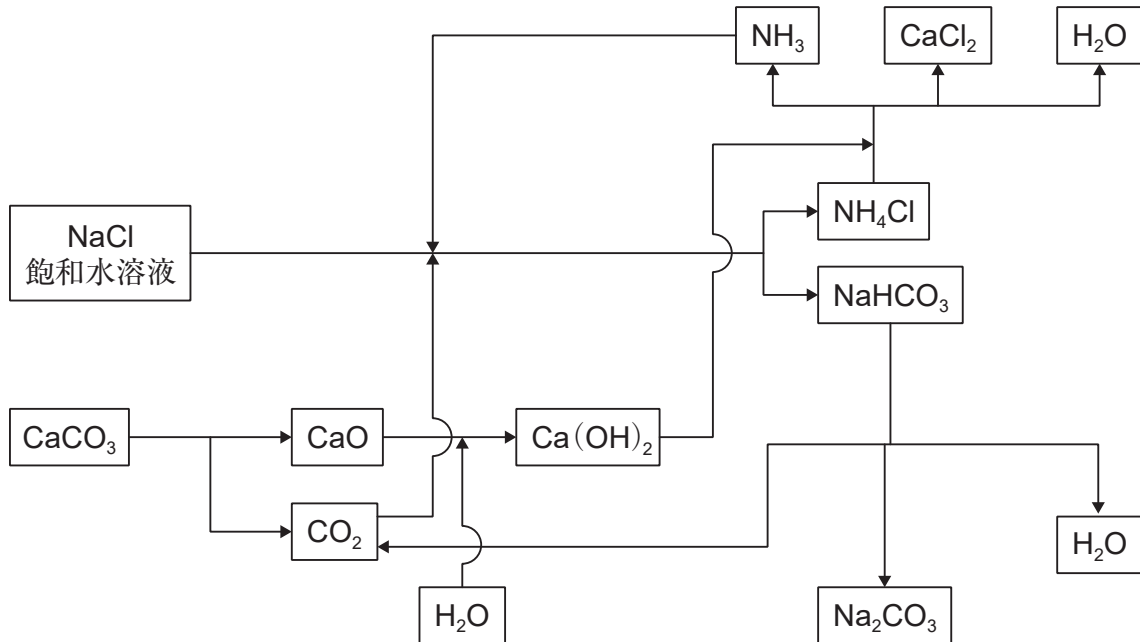 NH₃
CaCl₂
H₂O
NaCl
飽和水溶液
NH₄Cl
NaHCO₃
CaCO₃
CaO
Ca(OH)₂
CO₂
H₂O
H₂O
Na₂CO₃